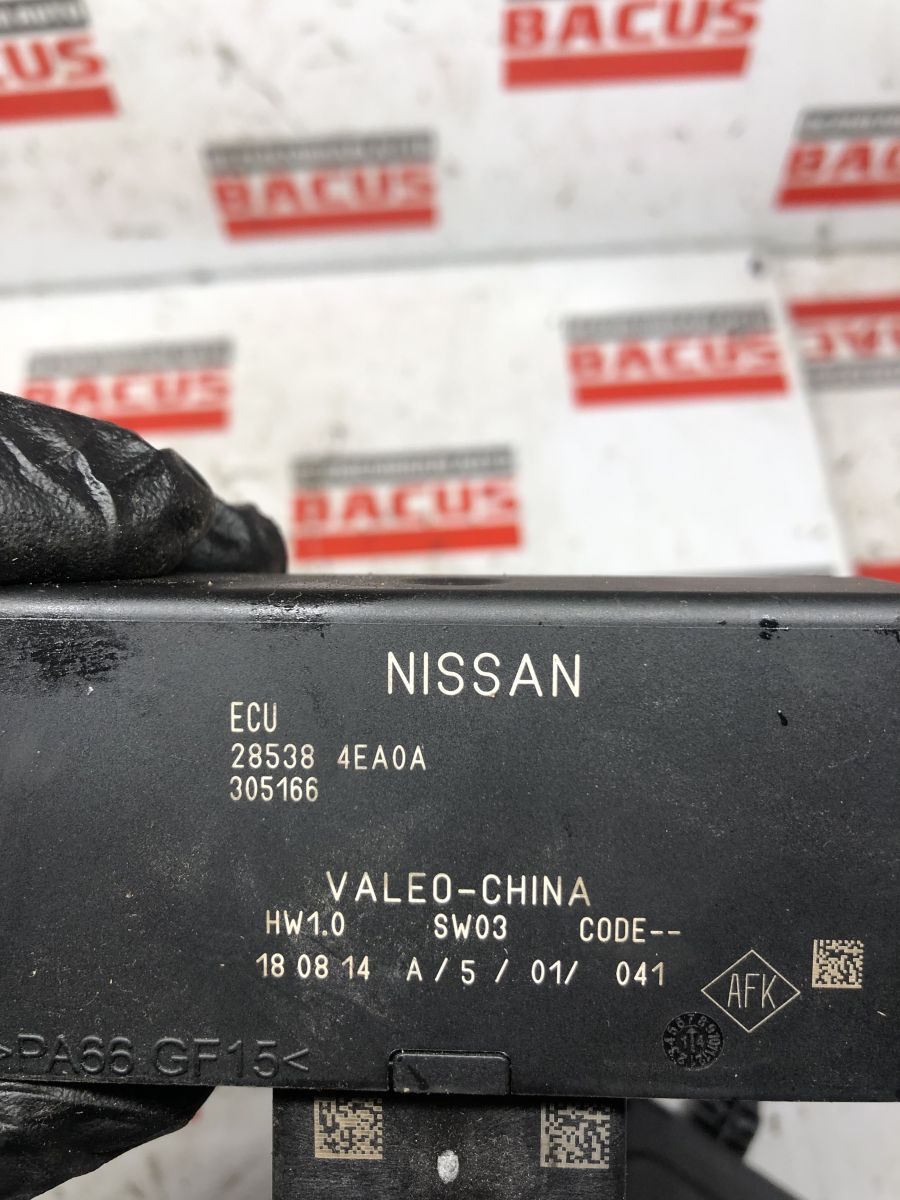 BACUS
BACUS
BACUS
BACUS
BACUS
BACUS
BACUS
NISSAN
ECU
28538 4EA0A
305166
VALEO-CHINA
HW1.0 SW03 CODE--
18 08 14 A / 5 / 01/ 041
AFK
>PA66 GF15<